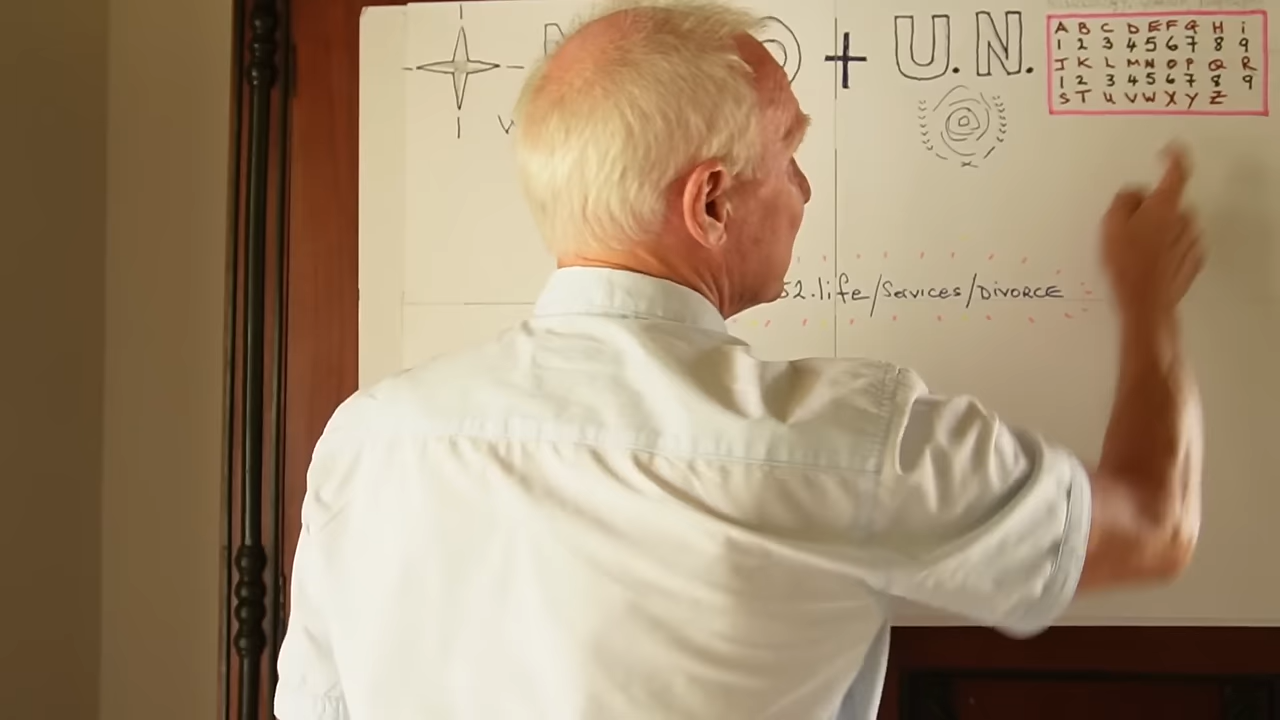 + U.N.
A B C D E F G H i
1 2 3 4 5 6 7 8 9
J K L M N O P Q R
1 2 3 4 5 6 7 8 9
S T U V W X Y Z
52.life/Services/DIVORCE